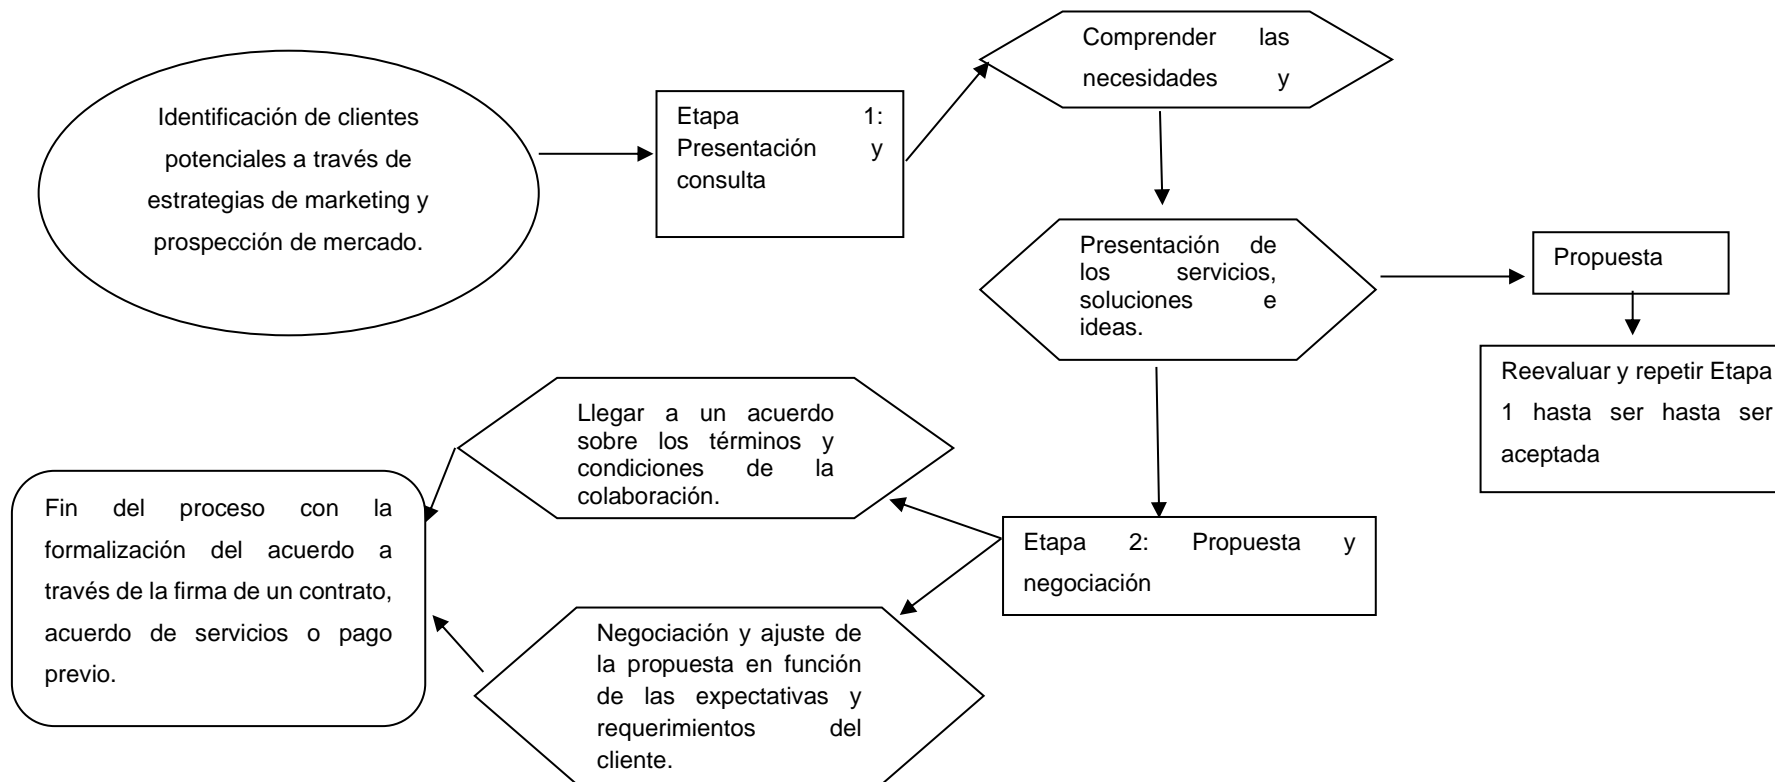 Identificación de clientes
potenciales a través de
estrategias de marketing y
prospección de mercado.
Etapa 1:
Presentación y
consulta
Comprender las
necesidades y
Presentación de
los servicios,
soluciones e
ideas.
Propuesta
Reevaluar y repetir Etapa
1 hasta ser hasta ser
aceptada
Etapa 2: Propuesta y
negociación
Llegar a un acuerdo
sobre los términos y
condiciones de la
colaboración.
Negociación y ajuste de
la propuesta en función
de las expectativas y
requerimientos del
cliente.
Fin del proceso con la
formalización del acuerdo a
través de la firma de un contrato,
acuerdo de servicios o pago
previo.